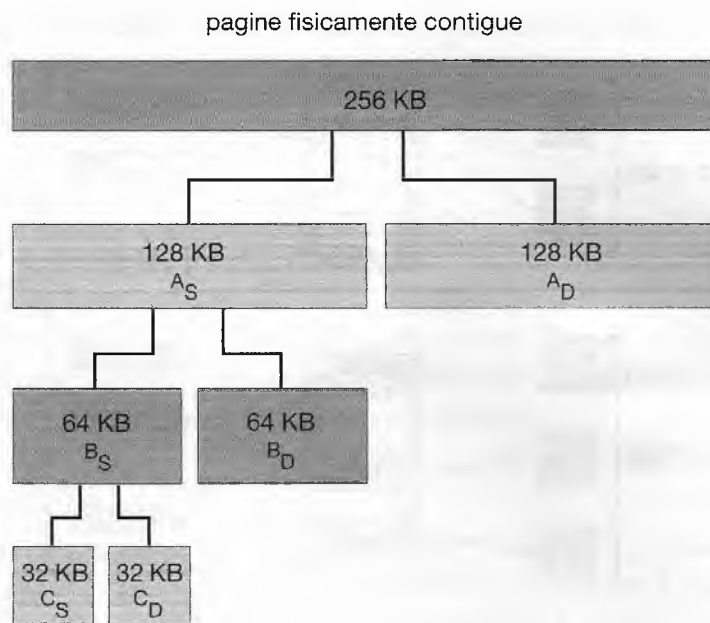 pagine fisicamente contigue
256 KB
128 KB
A_S
128 KB
A_D
64 KB
B_S
64 KB
B_D
32 KB
C_S
32 KB
C_D